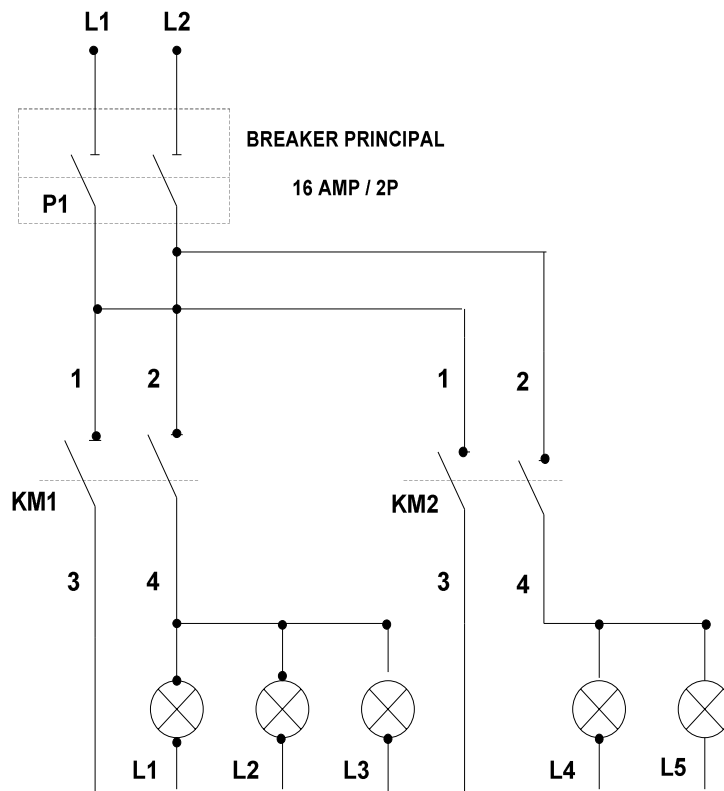 L1 L2
BREAKER PRINCIPAL
16 AMP / 2P
P1
1 2 1 2
KM1 KM2
3 4 3 4
L1 L2 L3 L4 L5